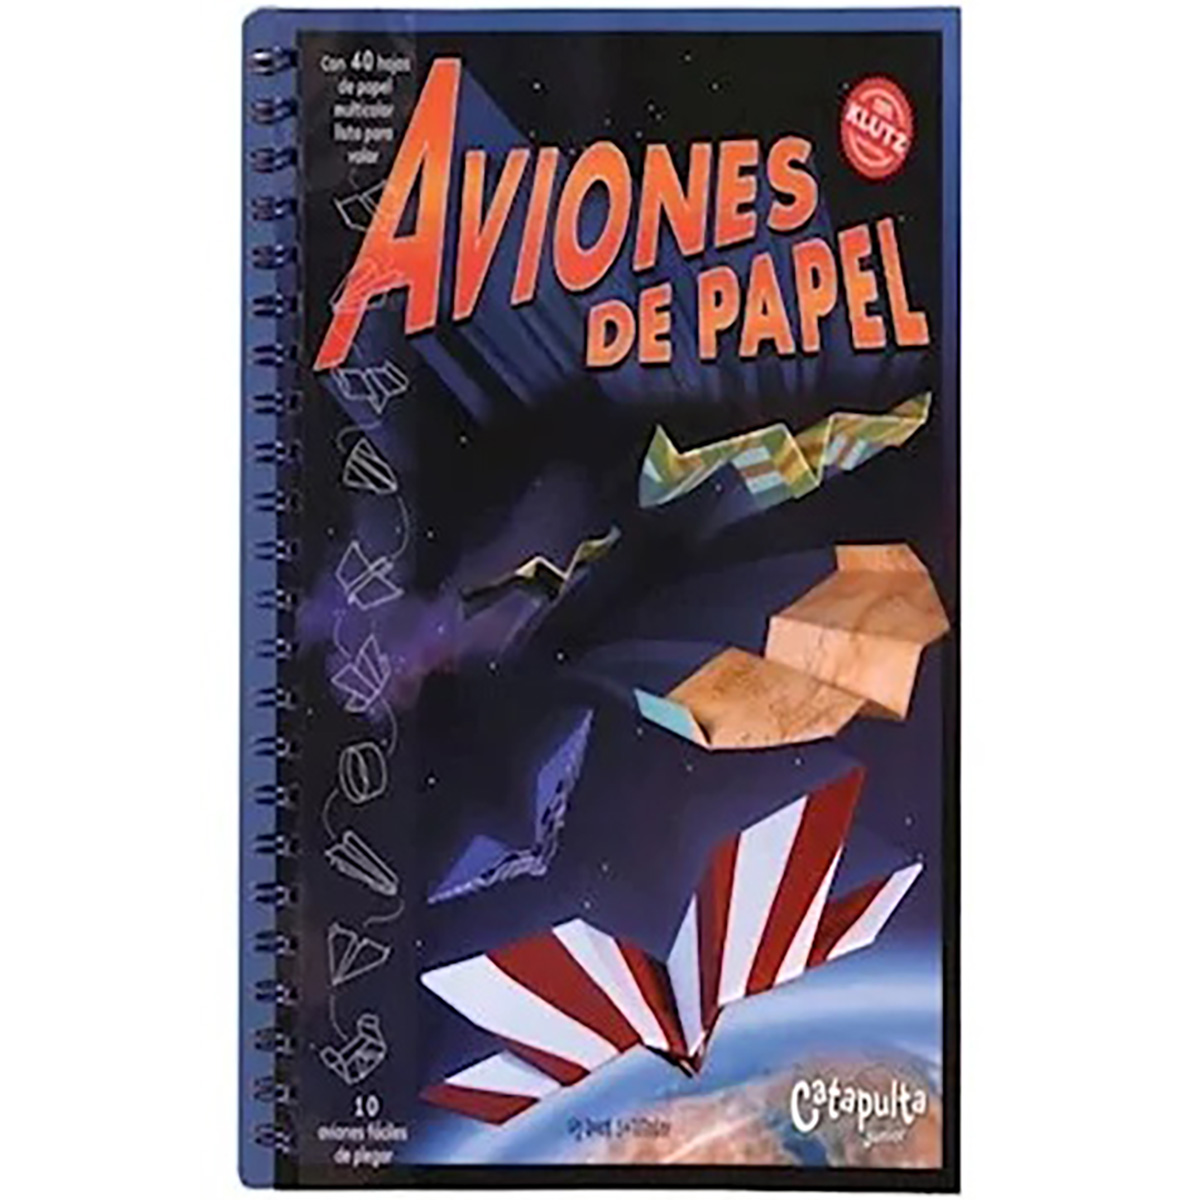 Con 40 hojas
de papel
multicolor
listo para
volar
KLUTZ
AVIONES
DE PAPEL
10
aviones fáciles
de plegar
Catapulta
junior